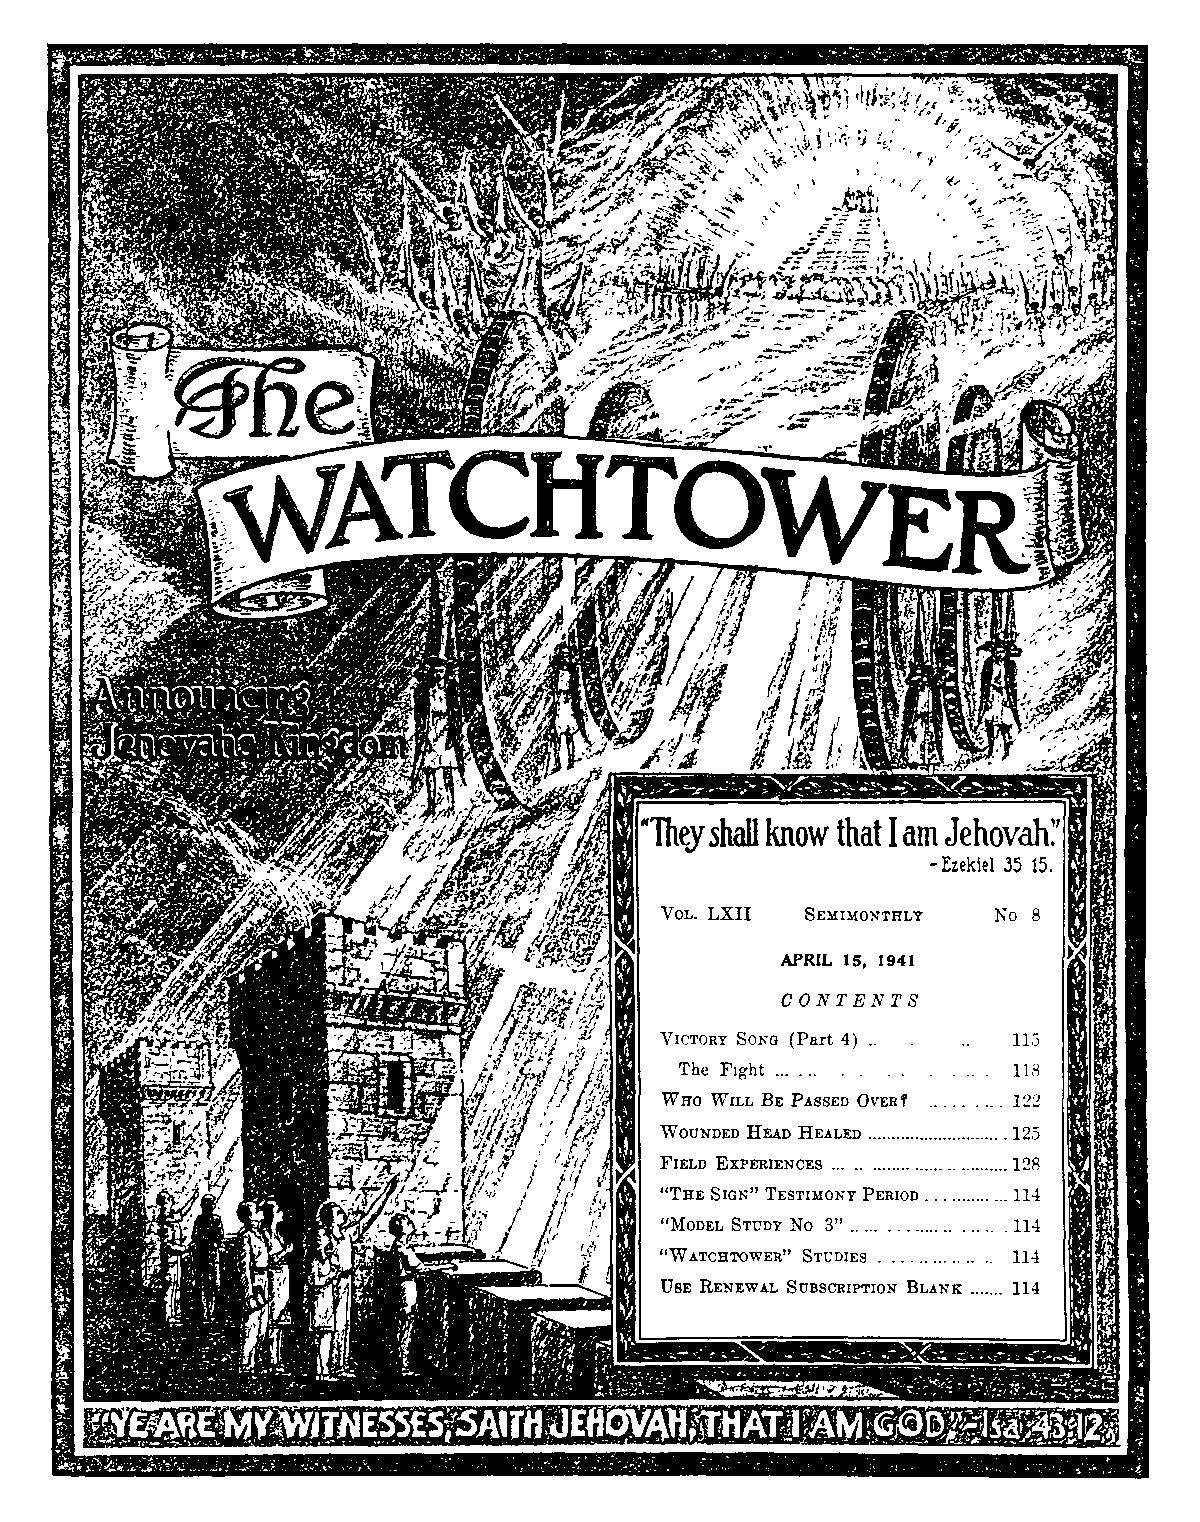 The
WATCHTOWER
Announcing
Jehovah's Kingdom
"They shall know that I am Jehovah."
-Ezekiel 35 15.
VOL. LXII SEMIMONTHLY No 8
APRIL 15, 1941
CONTENTS
VICTORY SONG (Part 4) .. . .. 115
The Fight ... ... . . . . . . . . 118
WHO WILL BE PASSED OVER? ........ 122
WOUNDED HEAD HEALED ............................ 125
FIELD EXPERIENCES ... .. ........................ 128
"THE SIGN" TESTIMONY PERIOD ............ 114
"MODEL STUDY No 3" ..................... 114
"WATCHTOWER" STUDIES ............... 114
USE RENEWAL SUBSCRIPTION BLANK ....... 114
"YE ARE MY WITNESSES, SAITH JEHOVAH, THAT I AM GOD."-Isa. 43:12.